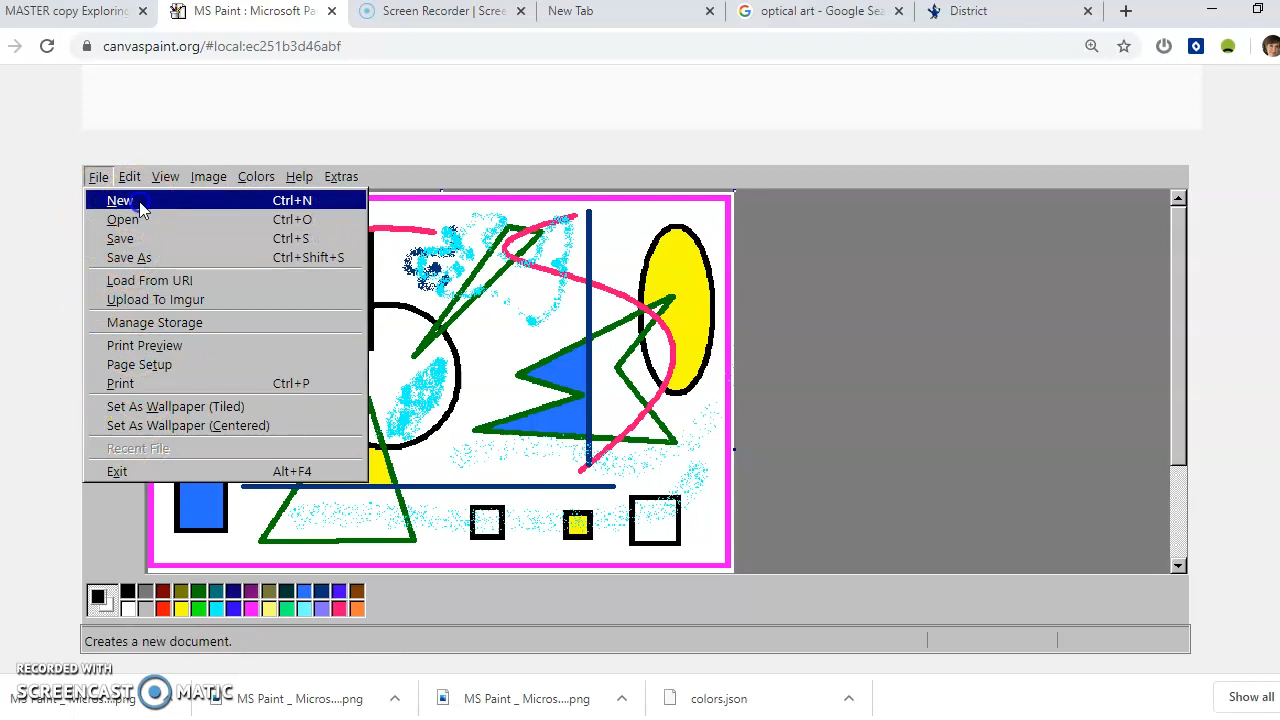 MASTER copy Exploring
MS Paint : Microsoft Pa
Screen Recorder | Scree
New Tab
optical art - Google Sea
District
canvaspaint.org/#local:ec251b3d46abf
File Edit View Image Colors Help Extras
New Ctrl+N
Open Ctrl+O
Save Ctrl+S
Save As Ctrl+Shift+S
Load From URI
Upload To Imgur
Manage Storage
Print Preview
Page Setup
Print Ctrl+P
Set As Wallpaper (Tiled)
Set As Wallpaper (Centered)
Recent File
Exit Alt+F4
Creates a new document.
RECORDED WITH
SCREENCAST MATIC
MS Paint _ Micros....png
MS Paint _ Micros....png
colors.json
Show all